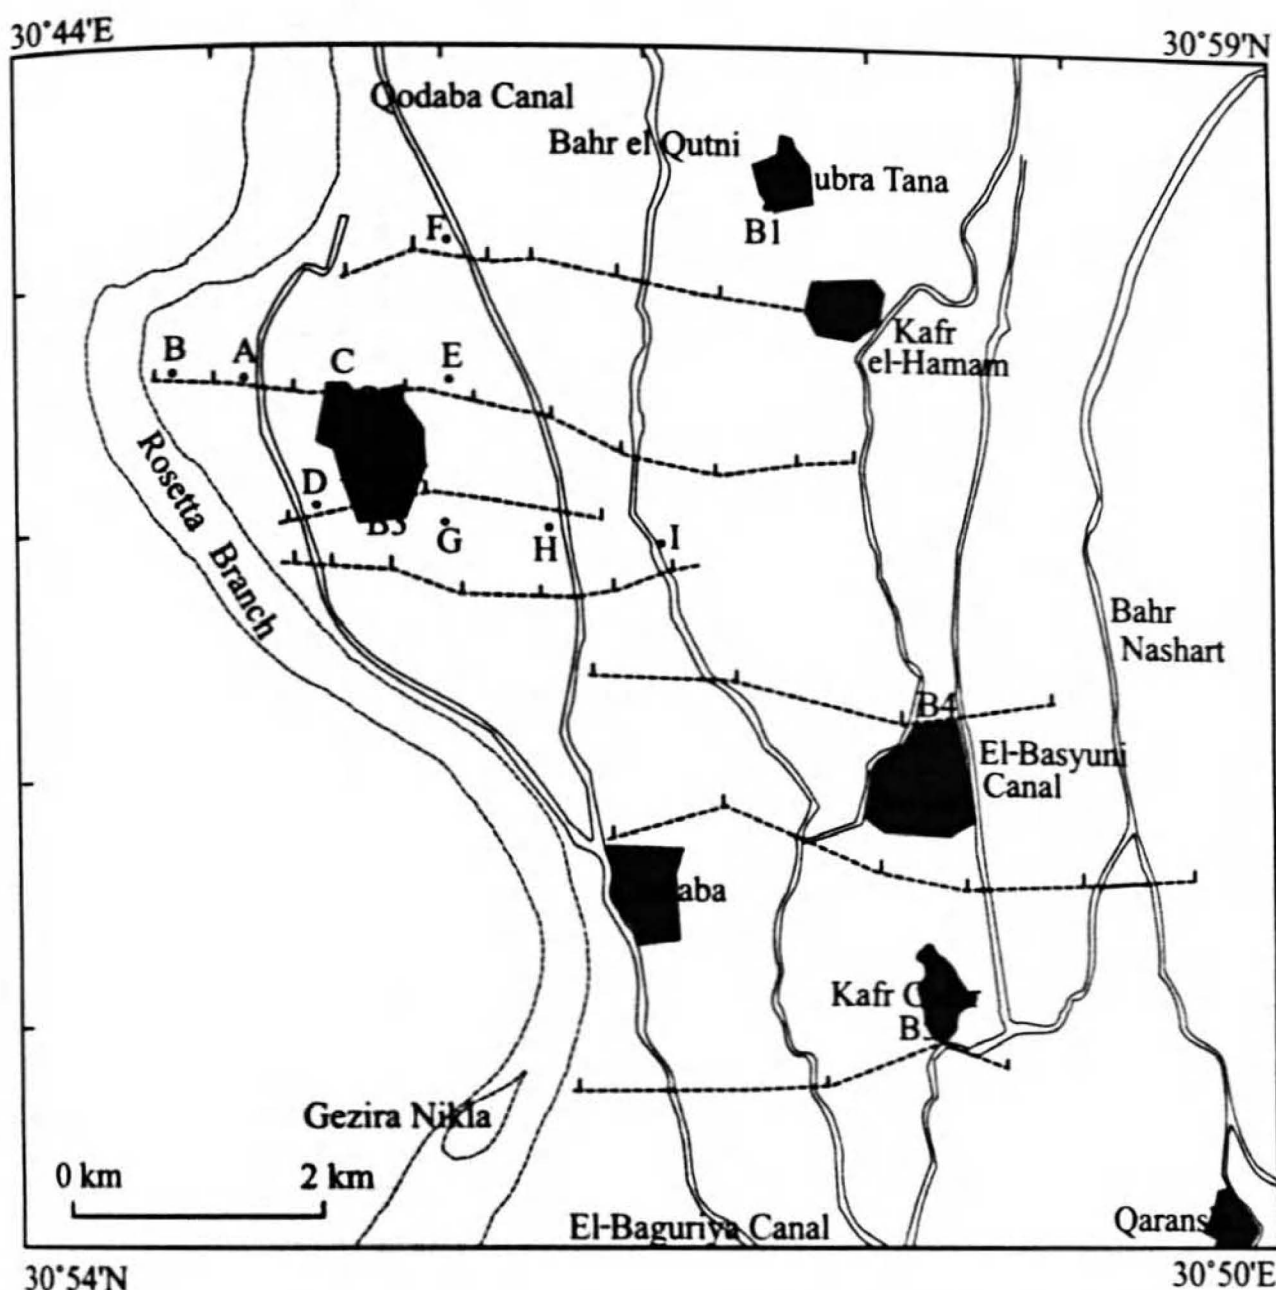 30°44'E
30°59'N
Qodaba Canal
Bahr el Qutni
ubra Tana
B1
F
Kafr
el-Hamam
B
A
C
E
Rosetta Branch
D
G
H
I
Bahr
Nashart
B4
El-Basyuni
Canal
aba
Kafr
Gezira Nikla
0 km
2 km
El-Baguriya Canal
Qarans
30°54'N
30°50'E